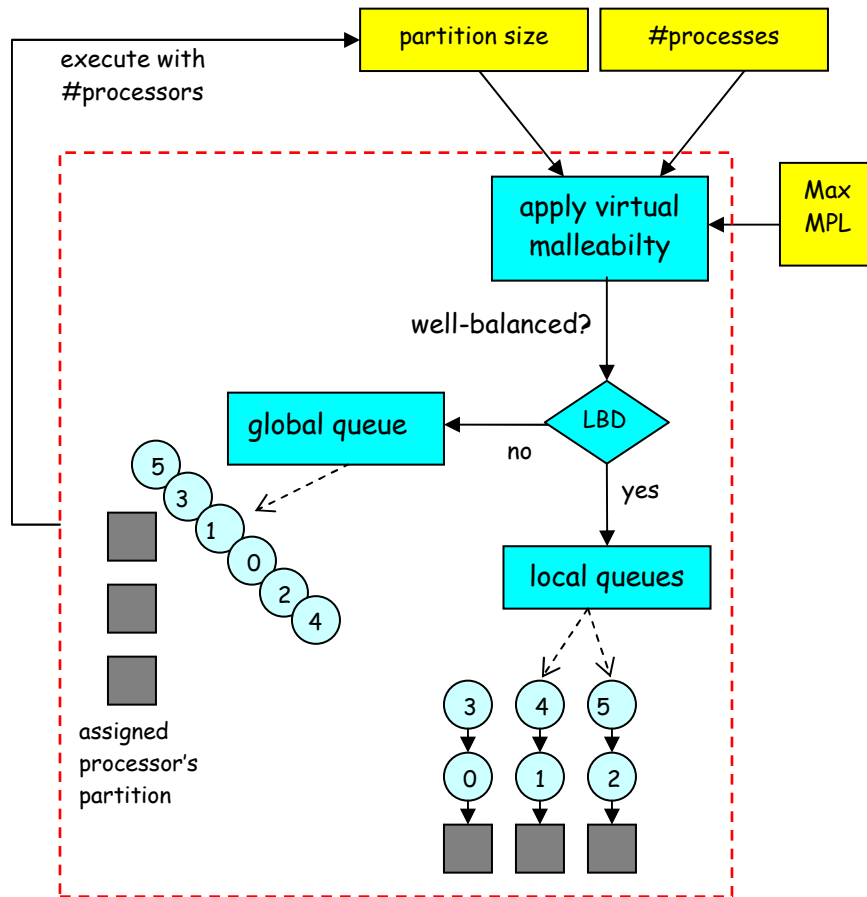 partition size
#processes
execute with
#processors
Max
MPL
apply virtual
malleabilty
well-balanced?
LBD
global queue
no
yes
5
3
1
0
2
4
local queues
3
4
5
0
1
2
assigned
processor's
partition